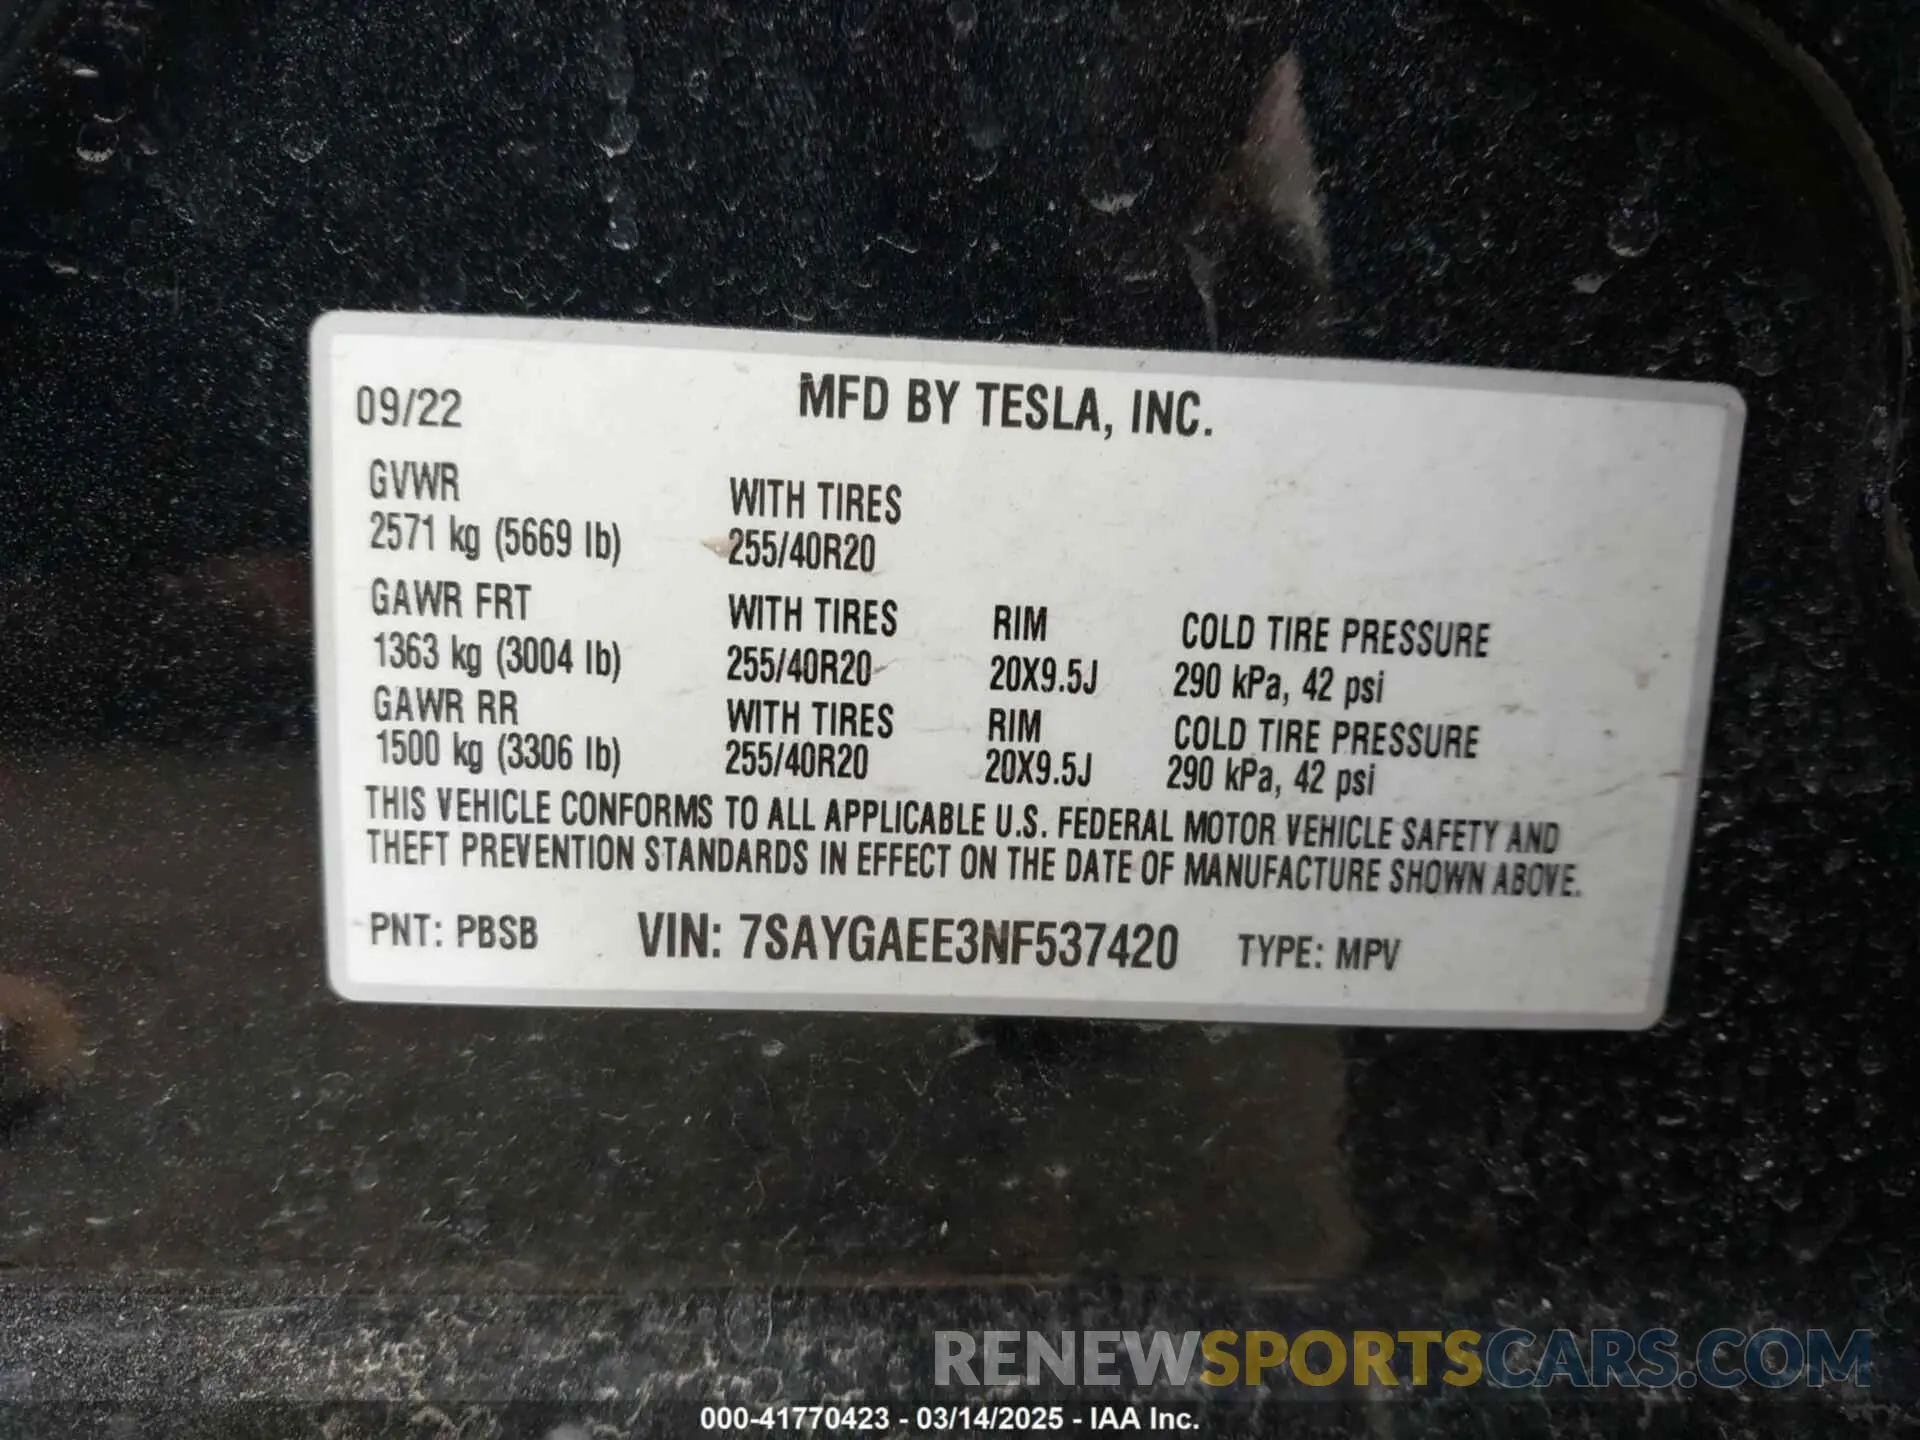 09/22 MFD BY TESLA, INC.
GVWR WITH TIRES
2571 kg (5669 lb) 255/40R20
GAWR FRT WITH TIRES RIM COLD TIRE PRESSURE
1363 kg (3004 lb) 255/40R20 20X9.5J 290 kPa, 42 psi
GAWR RR WITH TIRES RIM COLD TIRE PRESSURE
1500 kg (3306 lb) 255/40R20 20X9.5J 290 kPa, 42 psi
THIS VEHICLE CONFORMS TO ALL APPLICABLE U.S. FEDERAL MOTOR VEHICLE SAFETY AND
THEFT PREVENTION STANDARDS IN EFFECT ON THE DATE OF MANUFACTURE SHOWN ABOVE.
PNT: PBSB VIN: 7SAYGAEE3NF537420 TYPE: MPV
RENEWSPORTSCARS.COM
000-41770423 - 03/14/2025 - IAA Inc.